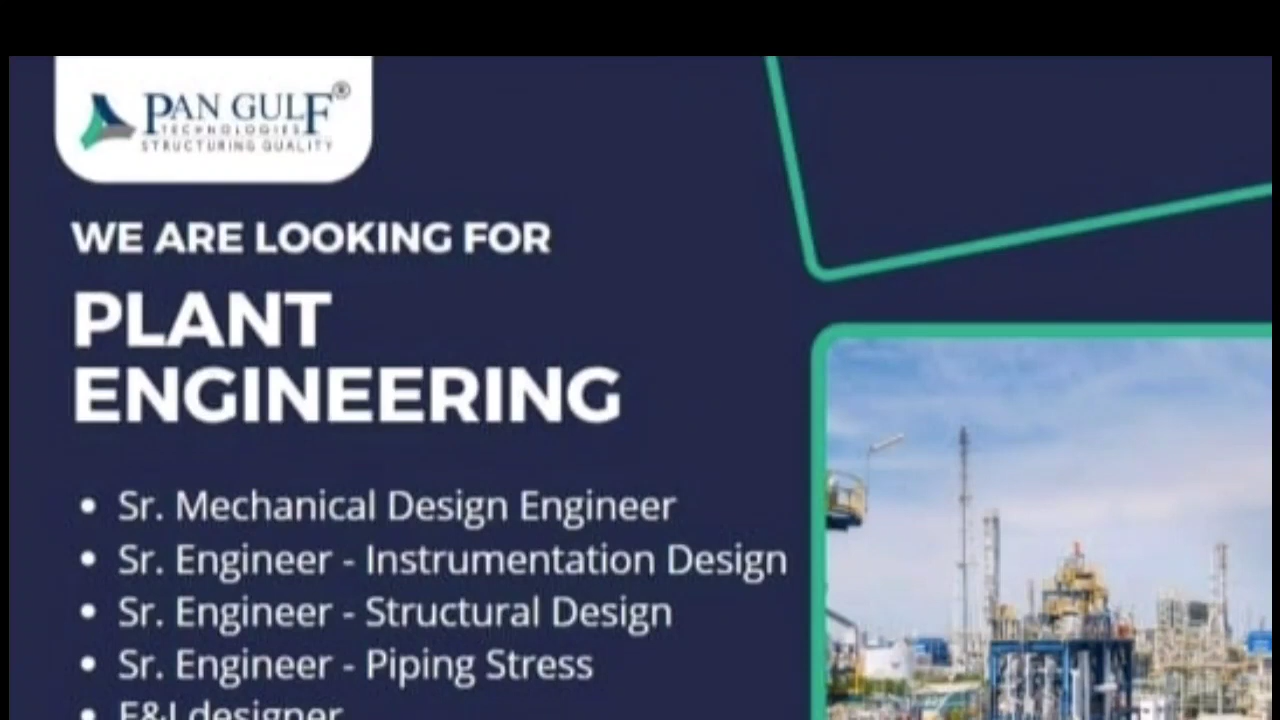 PAN GULF®
TECHNOLOGIES
STRUCTURING QUALITY
WE ARE LOOKING FOR
PLANT
ENGINEERING
• Sr. Mechanical Design Engineer
• Sr. Engineer - Instrumentation Design
• Sr. Engineer - Structural Design
• Sr. Engineer - Piping Stress
• E&I designer